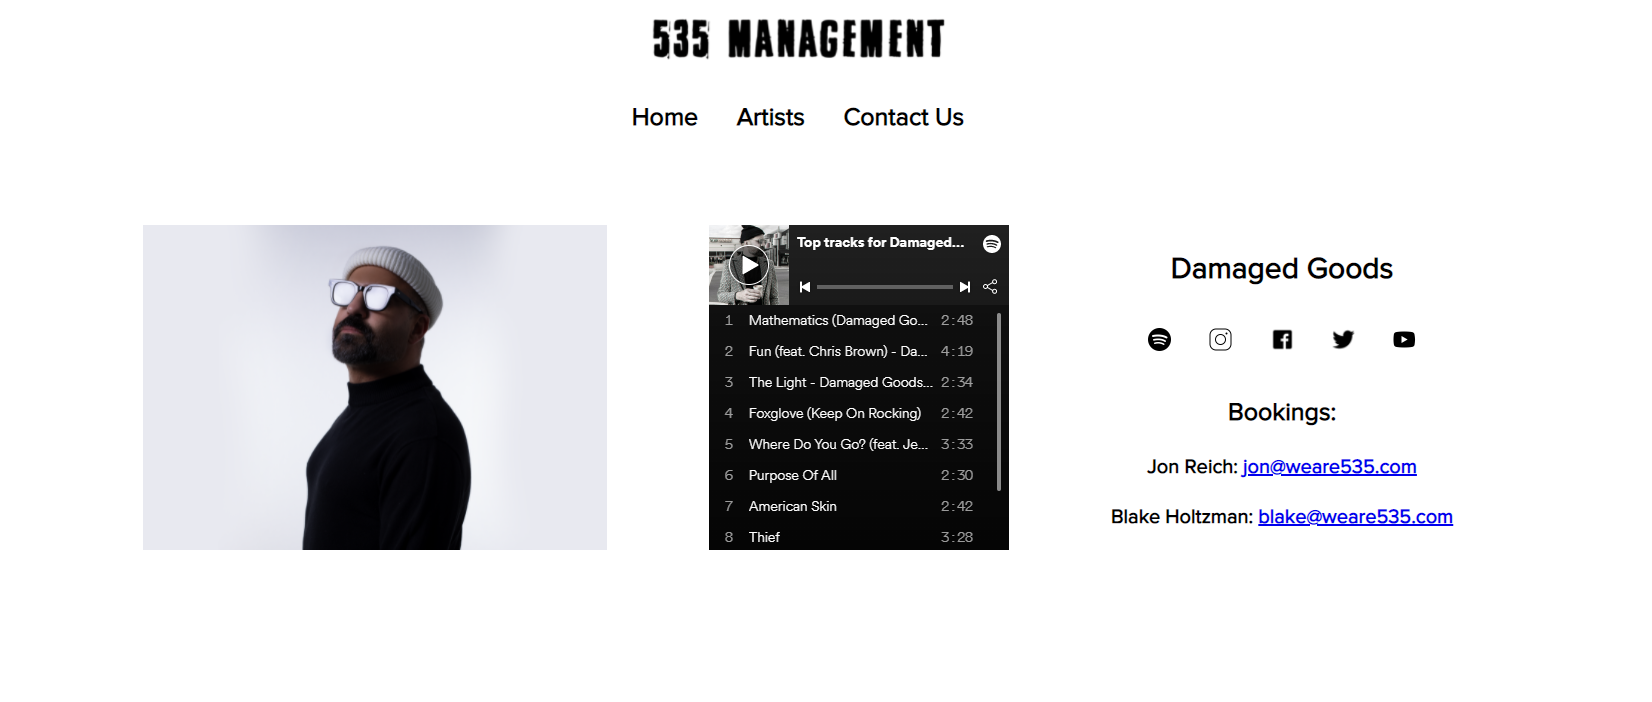 535 MANAGEMENT
Home Artists Contact Us
Top tracks for Damaged...
1 Mathematics (Damaged Go... 2:48
2 Fun (feat. Chris Brown) - Da... 4:19
3 The Light - Damaged Goods... 2:34
4 Foxglove (Keep On Rocking) 2:42
5 Where Do You Go? (feat. Je... 3:33
6 Purpose Of All 2:30
7 American Skin 2:42
8 Thief 3:28
Damaged Goods
Bookings:
Jon Reich: jon@weare535.com
Blake Holtzman: blake@weare535.com